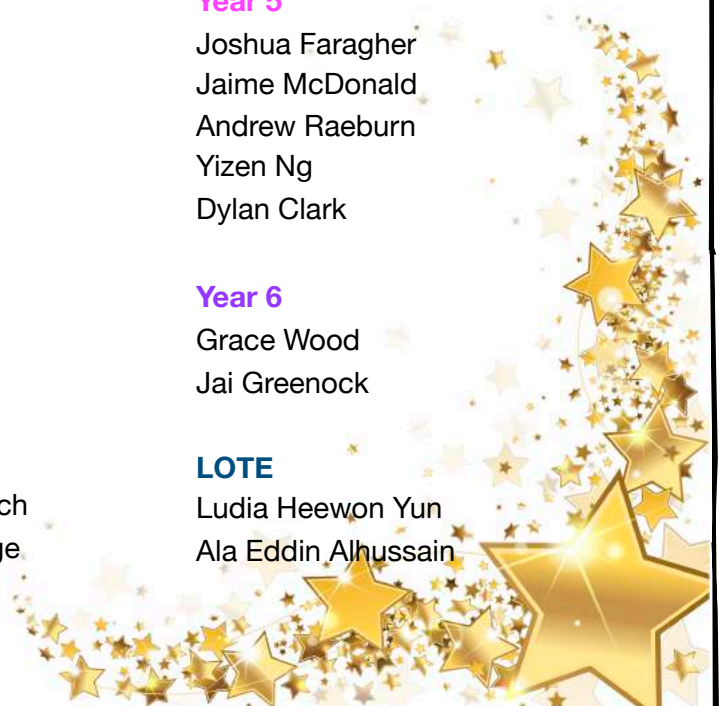 Year 5
Joshua Faragher
Jaime McDonald
Andrew Raeburn
Yizen Ng
Dylan Clark
Year 6
Grace Wood
Jai Greenock
LOTE
Ludia Heewon Yun
Ala Eddin Alhussain